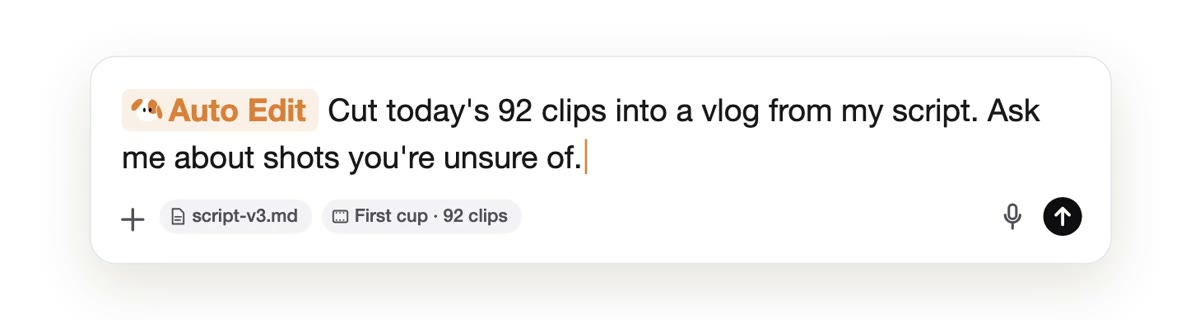 Auto Edit Cut today's 92 clips into a vlog from my script. Ask
me about shots you're unsure of.
script-v3.md First cup · 92 clips